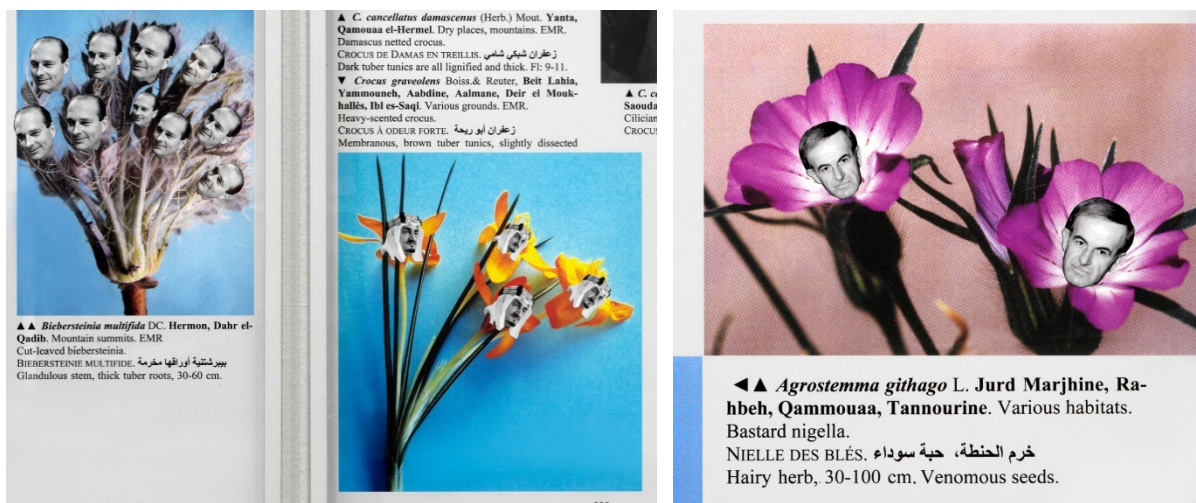 ▲ ▲ Biebersteinia multifida DC. Hermon, Dahr el-
Qadib. Mountain summits. EMR
Cut-leaved biebersteinia.
BIEBERSTEINIE MULTIFIDE. بيبرشتنية أوراقها مخرمة
Glandulous stem, thick tuber roots, 30-60 cm.
▲ C. cancellatus damascenus (Herb.) Mout. Yanta,
Qamouaa el-Hermel. Dry places, mountains. EMR.
Damascus netted crocus.
CROCUS DE DAMAS EN TREILLIS. زعفران شبكي شامي
Dark tuber tunics are all lignified and thick. Fl: 9-11.
▼ Crocus graveolens Boiss.& Reuter, Beit Lahia,
Yammouneh, Aabdine, Aalmane, Deir el Mouk-
hallès, Ibl es-Saqi. Various grounds. EMR.
Heavy-scented crocus.
CROCUS À ODEUR FORTE. زعفران أبو ريحة
Membranous, brown tuber tunics, slightly dissected
▲ C.
Saouda
Cilician
CROCUS
◄▲ Agrostemma githago L. Jurd Marjhine, Ra-
hbeh, Qammouaa, Tannourine. Various habitats.
Bastard nigella.
NIELLE DES BLÉS. خرم الحنطة، حبة سوداء
Hairy herb, 30-100 cm. Venomous seeds.